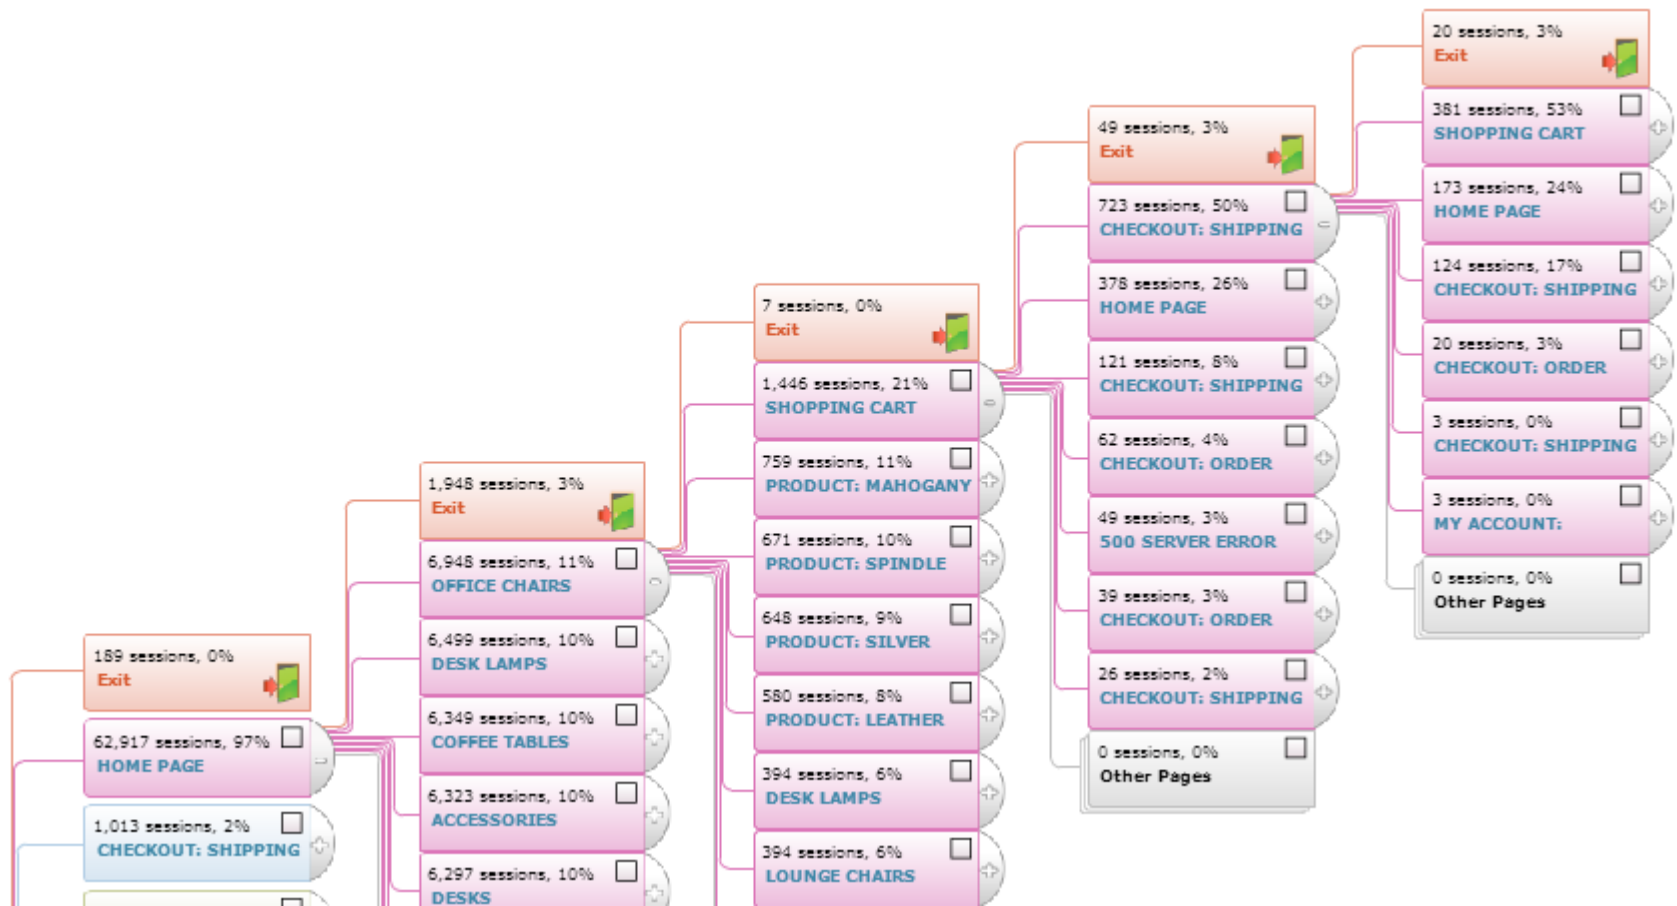 189 sessions, 0%
Exit
62,917 sessions, 97%
HOME PAGE
1,013 sessions, 2%
CHECKOUT: SHIPPING
1,948 sessions, 3%
Exit
6,948 sessions, 11%
OFFICE CHAIRS
6,499 sessions, 10%
DESK LAMPS
6,349 sessions, 10%
COFFEE TABLES
6,323 sessions, 10%
ACCESSORIES
6,297 sessions, 10%
DESKS
7 sessions, 0%
Exit
1,446 sessions, 21%
SHOPPING CART
759 sessions, 11%
PRODUCT: MAHOGANY
671 sessions, 10%
PRODUCT: SPINDLE
648 sessions, 9%
PRODUCT: SILVER
580 sessions, 8%
PRODUCT: LEATHER
394 sessions, 6%
DESK LAMPS
394 sessions, 6%
LOUNGE CHAIRS
49 sessions, 3%
Exit
723 sessions, 50%
CHECKOUT: SHIPPING
378 sessions, 26%
HOME PAGE
121 sessions, 8%
CHECKOUT: SHIPPING
62 sessions, 4%
CHECKOUT: ORDER
49 sessions, 3%
500 SERVER ERROR
39 sessions, 3%
CHECKOUT: ORDER
26 sessions, 2%
CHECKOUT: SHIPPING
0 sessions, 0%
Other Pages
20 sessions, 3%
Exit
381 sessions, 53%
SHOPPING CART
173 sessions, 24%
HOME PAGE
124 sessions, 17%
CHECKOUT: SHIPPING
20 sessions, 3%
CHECKOUT: ORDER
3 sessions, 0%
CHECKOUT: SHIPPING
3 sessions, 0%
MY ACCOUNT:
0 sessions, 0%
Other Pages